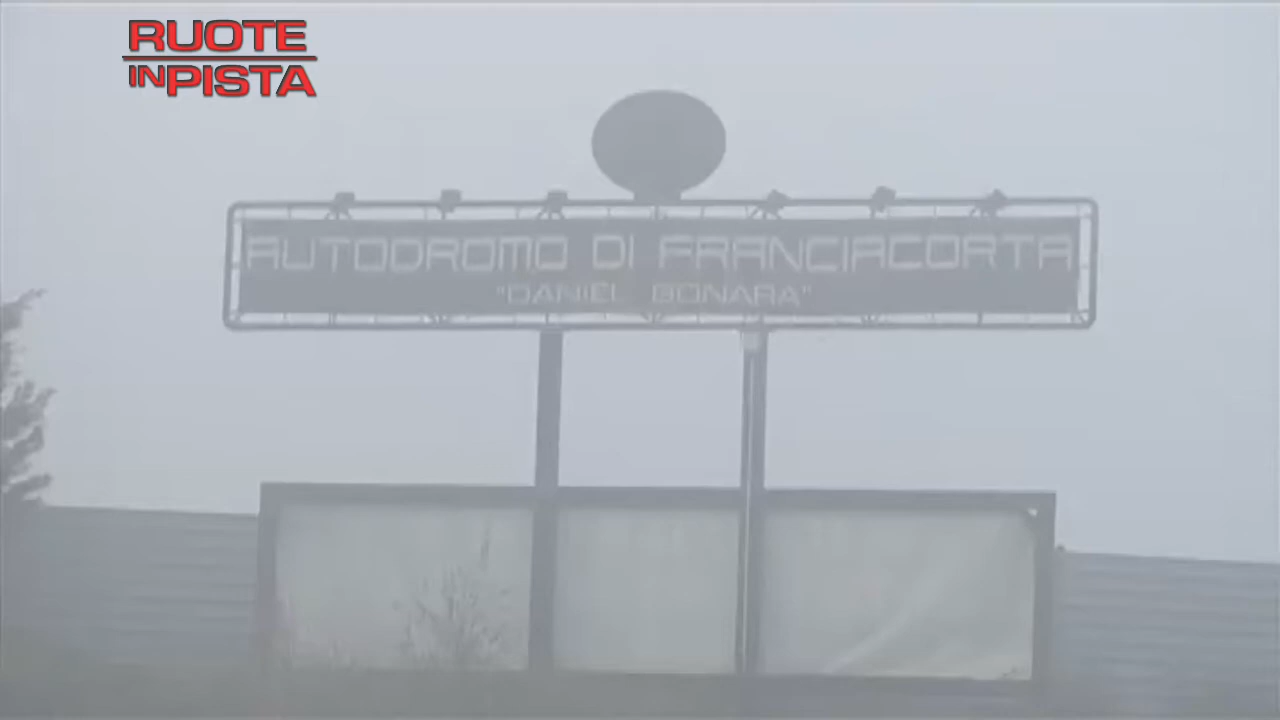 RUOTE
IN PISTA
AUTODROMO DI FRANCIACORTA
"DANIEL BONARA"